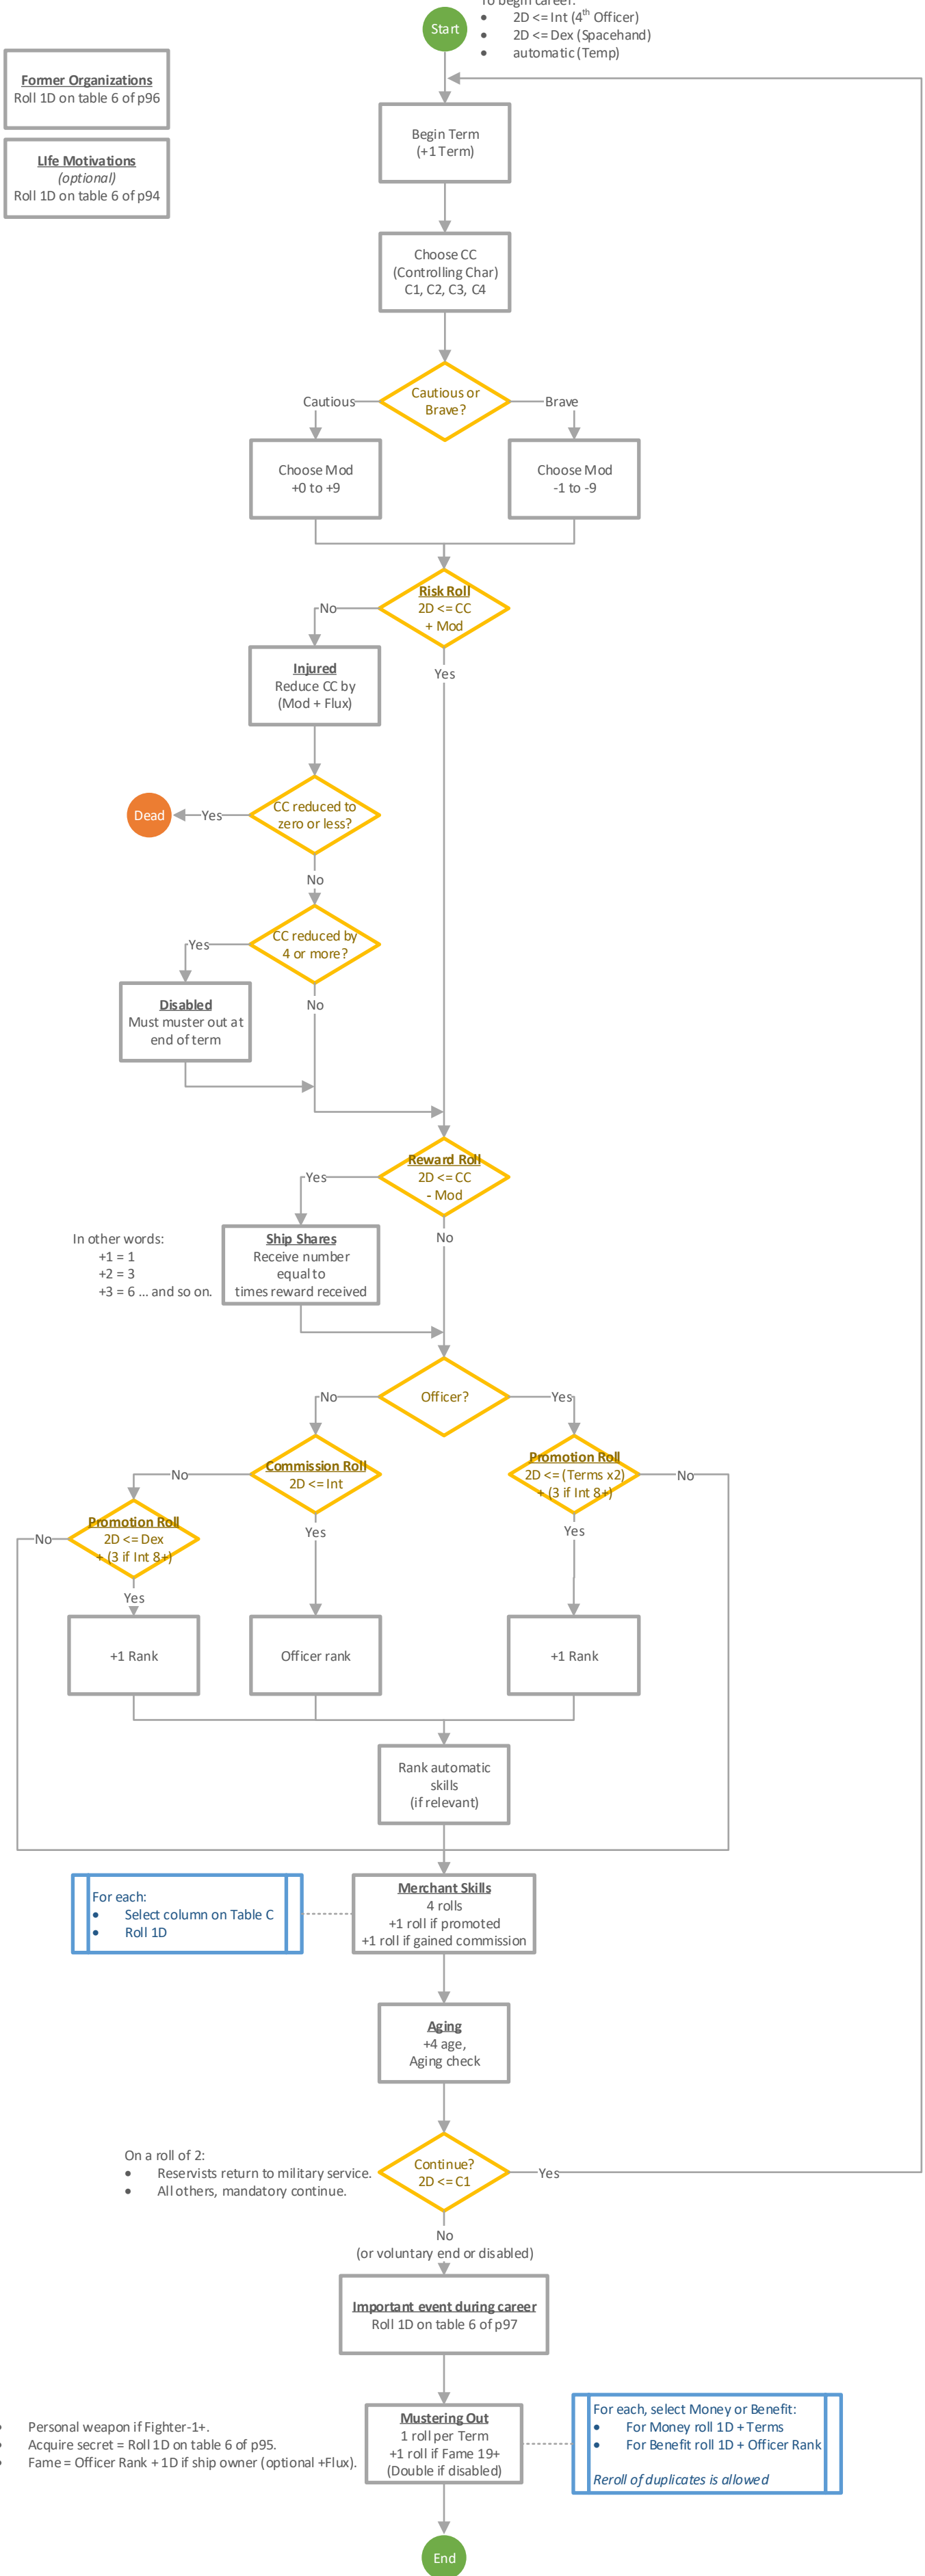 To begin career:
Start
• 2D <= Int (4th Officer)
• 2D <= Dex (Spacehand)
• automatic (Temp)
Former Organizations
Roll 1D on table 6 of p96
LIfe Motivations
(optional)
Roll 1D on table 6 of p94
Begin Term
(+1 Term)
Choose CC
(Controlling Char)
C1, C2, C3, C4
Cautious or
Brave?
Cautious
Brave
Choose Mod
+0 to +9
Choose Mod
-1 to -9
Risk Roll
2D <= CC
+ Mod
No
Yes
Injured
Reduce CC by
(Mod + Flux)
CC reduced to
zero or less?
Yes
Dead
No
CC reduced by
4 or more?
Yes
No
Disabled
Must muster out at
end of term
Reward Roll
2D <= CC
- Mod
Yes
No
In other words:
+1 = 1
+2 = 3
+3 = 6 … and so on.
Ship Shares
Receive number
equal to
times reward received
Officer?
No
Yes
Commission Roll
2D <= Int
No
Yes
Promotion Roll
2D <= (Terms x2)
+ (3 if Int 8+)
No
Yes
Promotion Roll
2D <= Dex
+ (3 if Int 8+)
No
Yes
+1 Rank
Officer rank
+1 Rank
Rank automatic
skills
(if relevant)
For each:
• Select column on Table C
• Roll 1D
Merchant Skills
4 rolls
+1 roll if promoted
+1 roll if gained commission
Aging
+4 age,
Aging check
On a roll of 2:
• Reservists return to military service.
• All others, mandatory continue.
Continue?
2D <= C1
Yes
No
(or voluntary end or disabled)
Important event during career
Roll 1D on table 6 of p97
• Personal weapon if Fighter-1+.
• Acquire secret = Roll 1D on table 6 of p95.
• Fame = Officer Rank + 1D if ship owner (optional +Flux).
Mustering Out
1 roll per Term
+1 roll if Fame 19+
(Double if disabled)
For each, select Money or Benefit:
• For Money roll 1D + Terms
• For Benefit roll 1D + Officer Rank
Reroll of duplicates is allowed
End